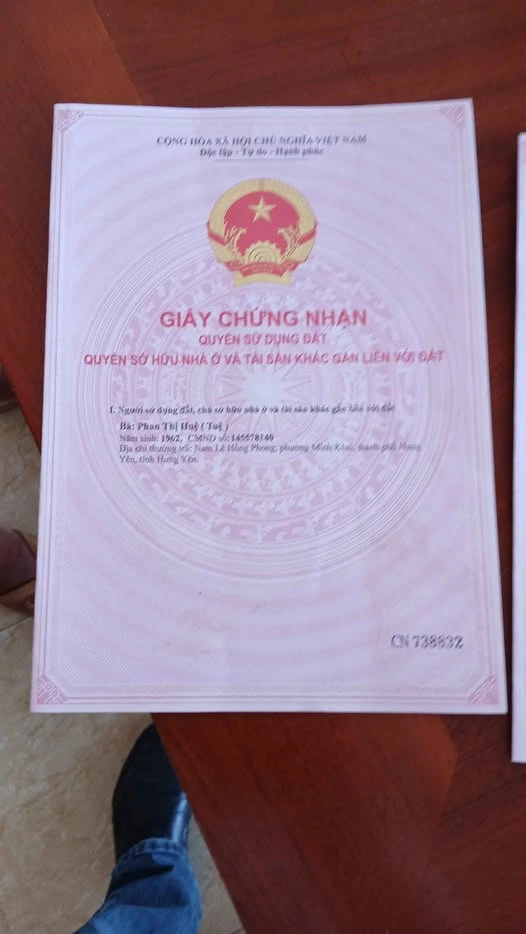 CỘNG HÒA XÃ HỘI CHỦ NGHĨA VIỆT NAM
Độc lập - Tự do - Hạnh phúc
GIẤY CHỨNG NHẬN
QUYỀN SỬ DỤNG ĐẤT
QUYỀN SỞ HỮU NHÀ Ở VÀ TÀI SẢN KHÁC GẮN LIỀN VỚI ĐẤT
I. Người sử dụng đất, chủ sở hữu nhà ở và tài sản khác gắn liền với đất
Bà: Phan Thị Huệ ( Tuệ )
Năm sinh: 1962, CMND số: 145578140
Địa chỉ thường trú: Nam Lê Hồng Phong, phường Minh Khai, thành phố Hưng
Yên, tỉnh Hưng Yên.
CN 738832